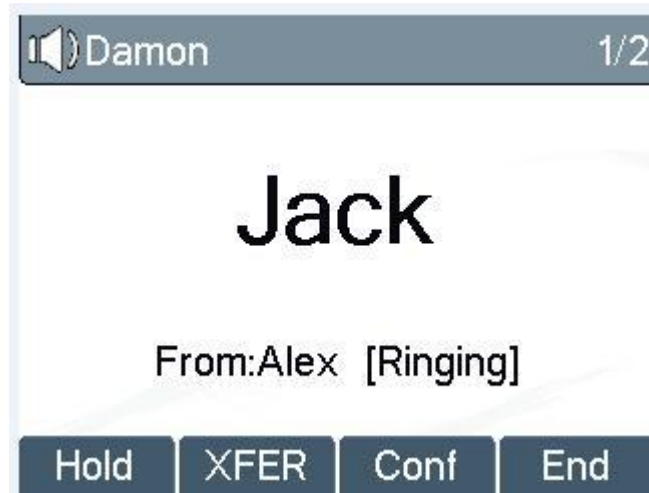 Damon 1/2
Jack
From:Alex [Ringing]
Hold XFER Conf End